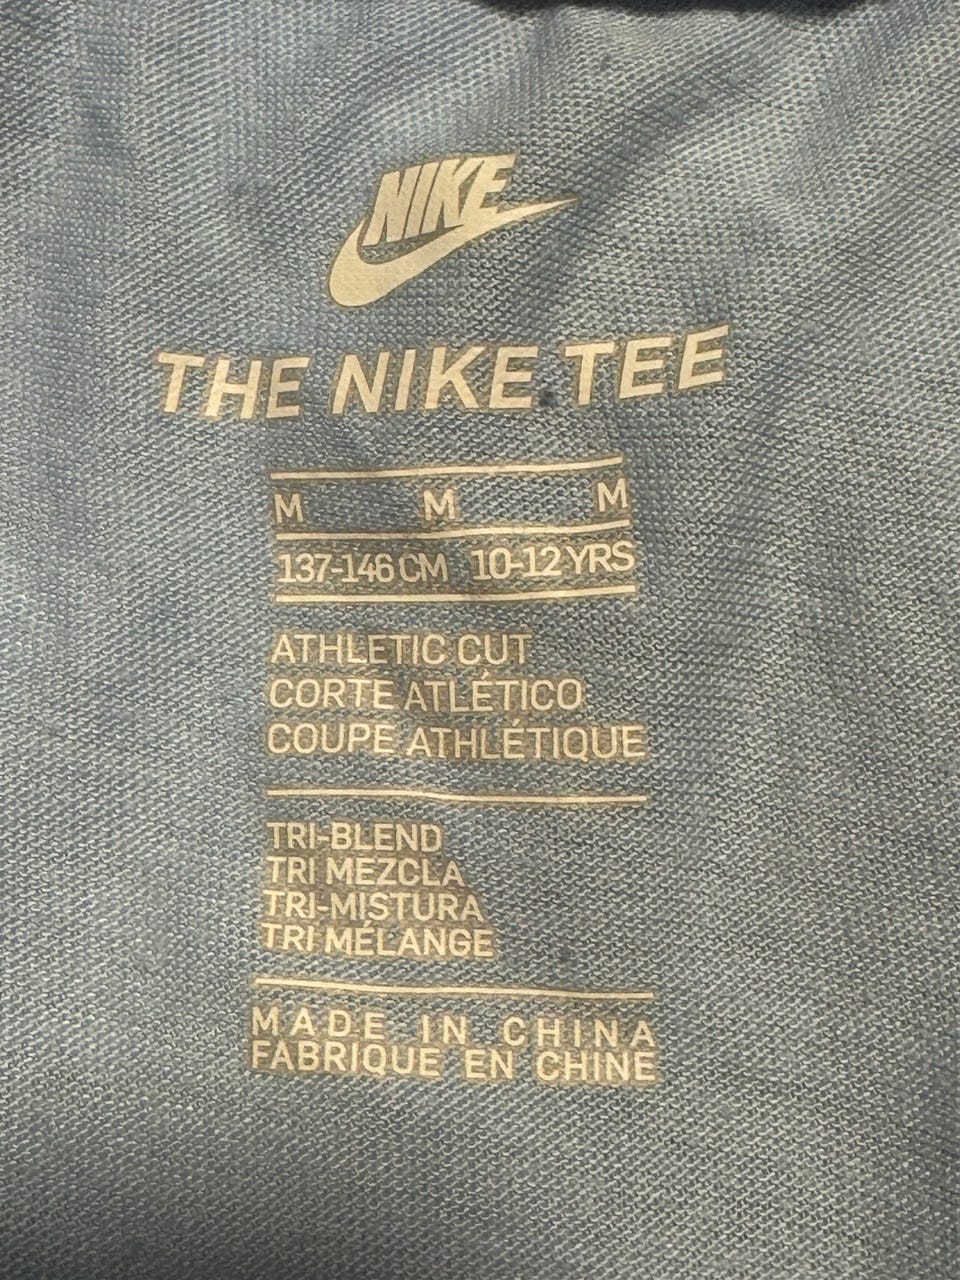 NIKE
THE NIKE TEE
M M M
137-146 CM 10-12 YRS
ATHLETIC CUT
CORTE ATLÉTICO
COUPE ATHLÉTIQUE
TRI-BLEND
TRI MEZCLA
TRI-MISTURA
TRI MÉLANGE
MADE IN CHINA
FABRIQUE EN CHINE